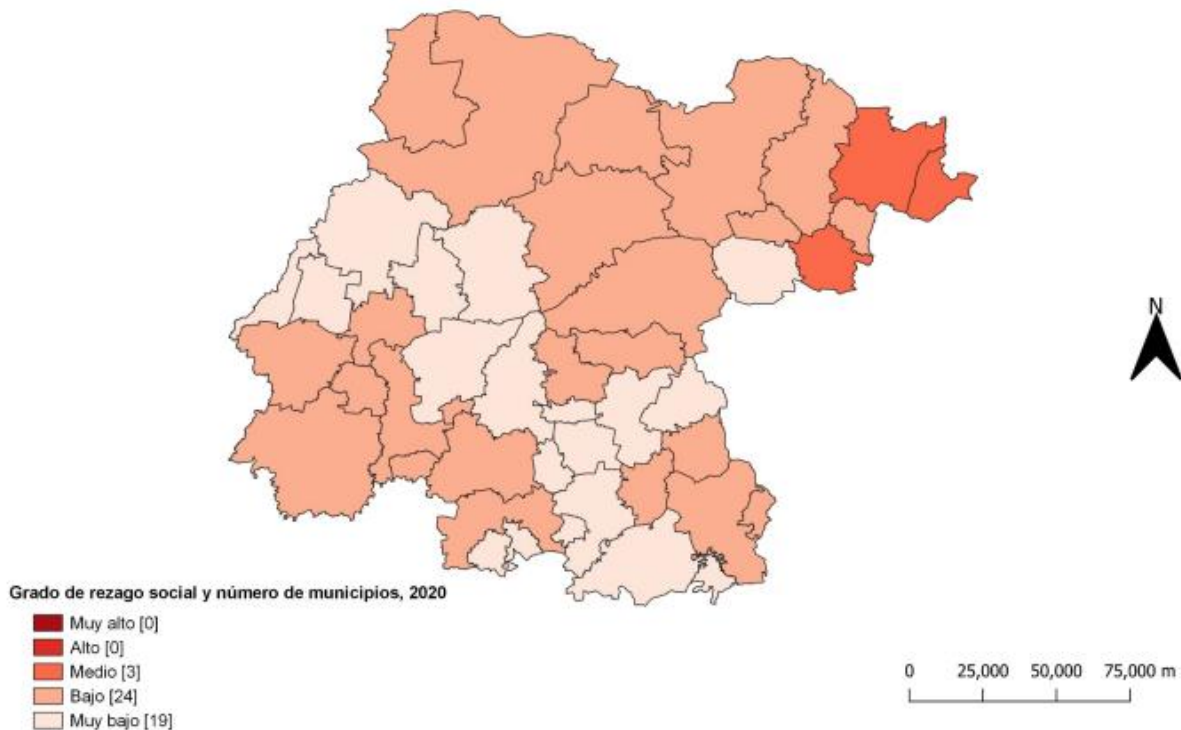 N
Grado de rezago social y número de municipios, 2020
Muy alto [0]
Alto [0]
Medio [3]
Bajo [24]
Muy bajo [19]
0 25,000 50,000 75,000 m